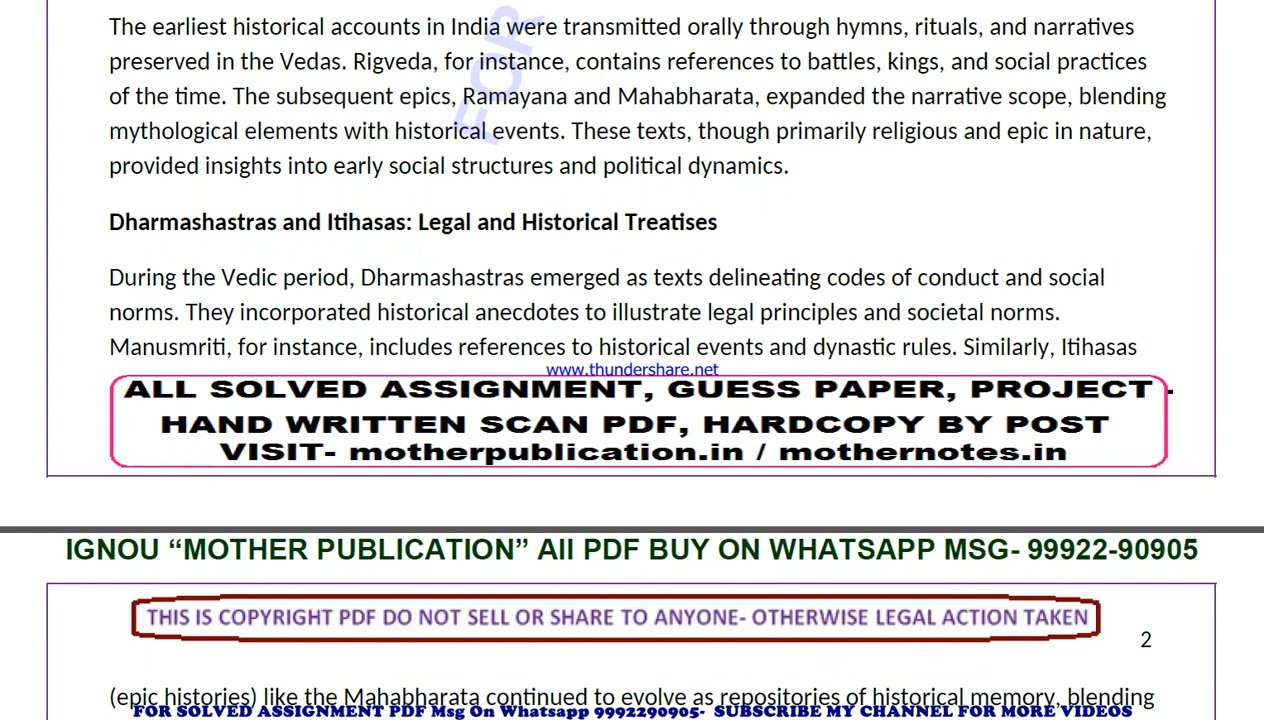 The earliest historical accounts in India were transmitted orally through hymns, rituals, and narratives
preserved in the Vedas. Rigveda, for instance, contains references to battles, kings, and social practices
of the time. The subsequent epics, Ramayana and Mahabharata, expanded the narrative scope, blending
mythological elements with historical events. These texts, though primarily religious and epic in nature,
provided insights into early social structures and political dynamics.
FOR
Dharmashastras and Itihasas: Legal and Historical Treatises
During the Vedic period, Dharmashastras emerged as texts delineating codes of conduct and social
norms. They incorporated historical anecdotes to illustrate legal principles and societal norms.
Manusmriti, for instance, includes references to historical events and dynastic rules. Similarly, Itihasas
www.thundershare.net
ALL SOLVED ASSIGNMENT, GUESS PAPER, PROJECT -
HAND WRITTEN SCAN PDF, HARDCOPY BY POST
VISIT- motherpublication.in / mothernotes.in
IGNOU “MOTHER PUBLICATION” All PDF BUY ON WHATSAPP MSG- 99922-90905
THIS IS COPYRIGHT PDF DO NOT SELL OR SHARE TO ANYONE- OTHERWISE LEGAL ACTION TAKEN
2
(epic histories) like the Mahabharata continued to evolve as repositories of historical memory, blending
FOR SOLVED ASSIGNMENT PDF Msg On Whatsapp 9992290905- SUBSCRIBE MY CHANNEL FOR MORE VIDEOS